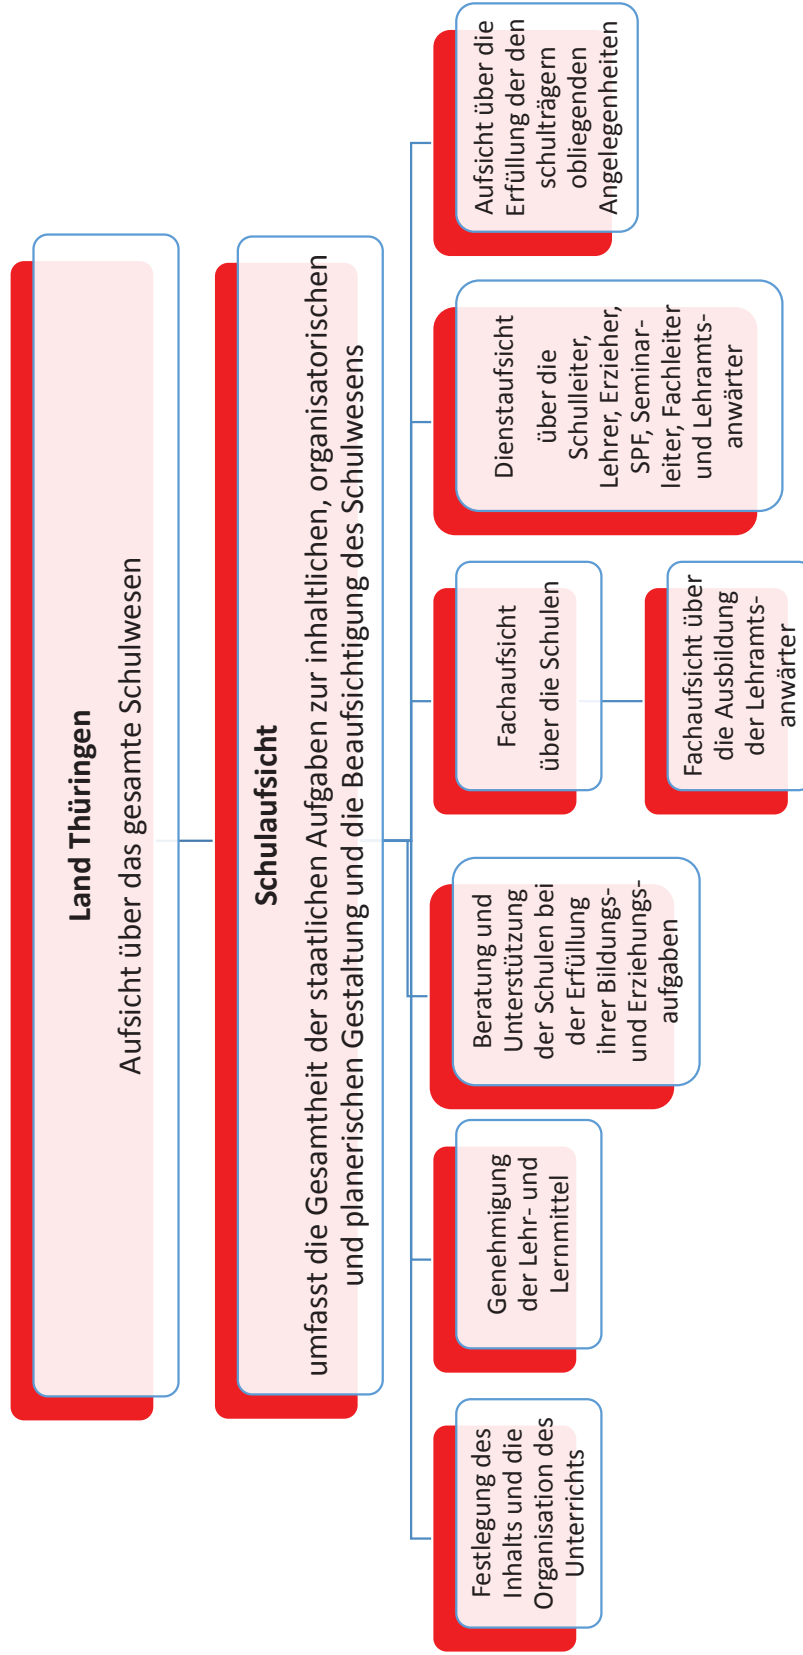 Land Thüringen
Aufsicht über das gesamte Schulwesen
Schulaufsicht
umfasst die Gesamtheit der staatlichen Aufgaben zur inhaltlichen, organisatorischen
und planerischen Gestaltung und die Beaufsichtigung des Schulwesens
Festlegung des
Inhalts und die
Organisation des
Unterrichts
Genehmigung
der Lehr- und
Lernmittel
Beratung und
Unterstützung
der Schulen bei
der Erfüllung
ihrer Bildungs-
und Erziehungs-
aufgaben
Fachaufsicht
über die Schulen
Fachaufsicht über
die Ausbildung
der Lehramts-
anwärter
Dienstaufsicht
über die
Schulleiter,
Lehrer, Erzieher,
SPF, Seminar-
leiter, Fachleiter
und Lehramts-
anwärter
Aufsicht über die
Erfüllung der den
schulträgern
obliegenden
Angelegenheiten